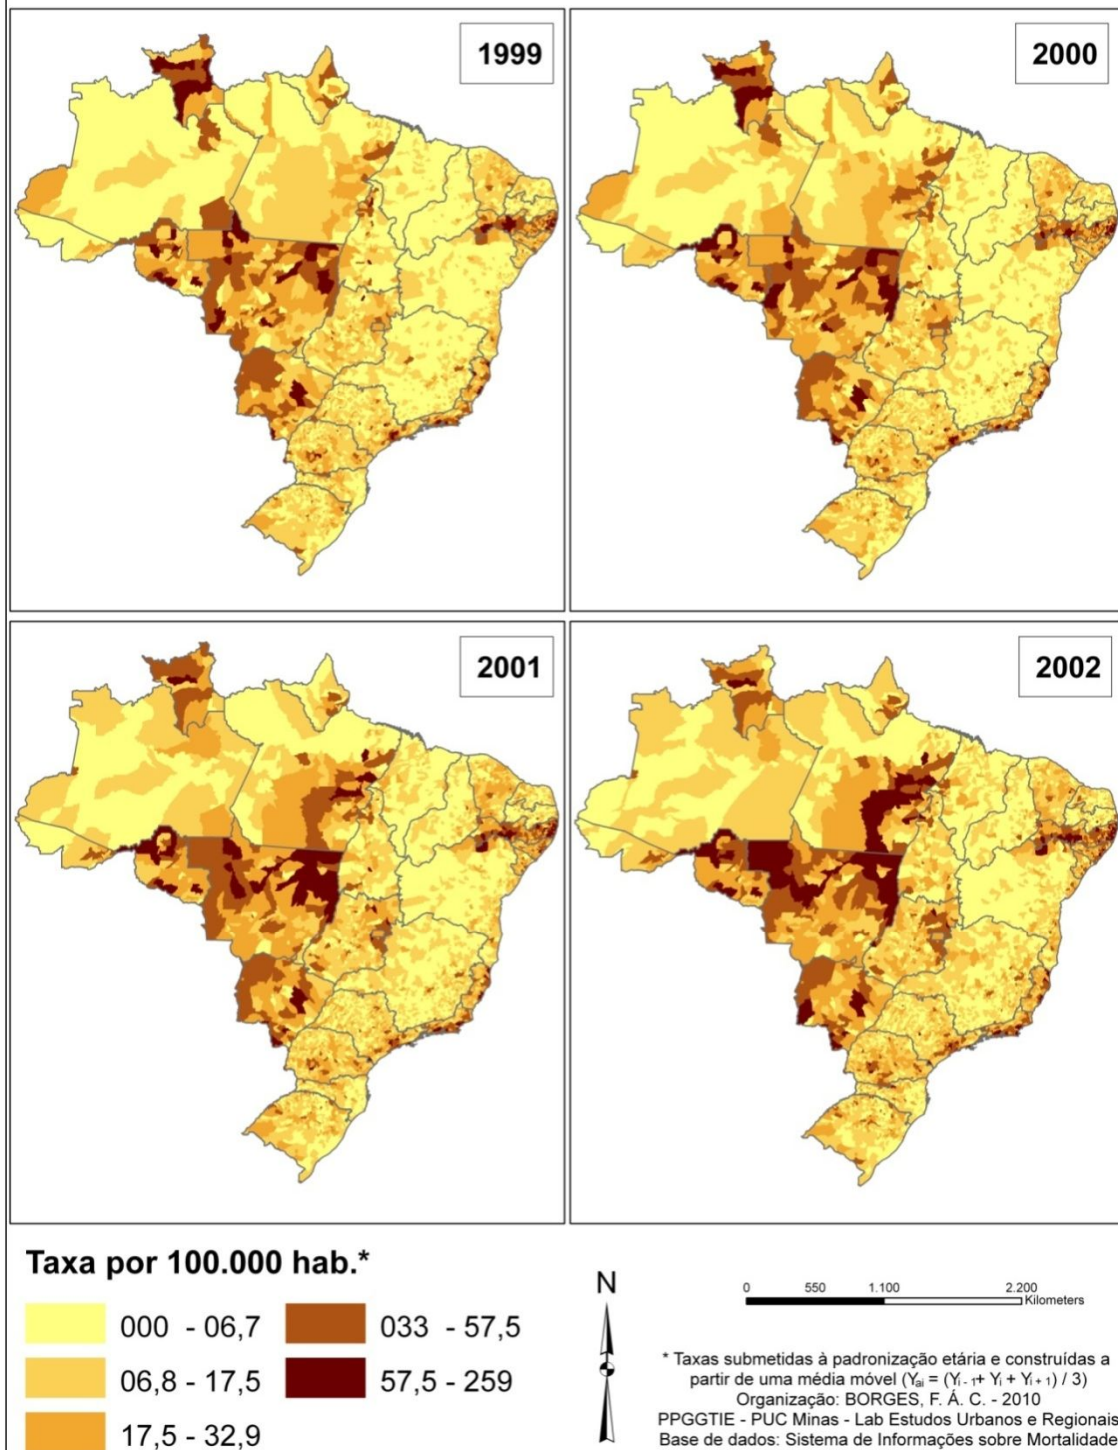 1999
2000
2001
2002
Taxa por 100.000 hab.*
000 - 06,7
033 - 57,5
06,8 - 17,5
57,5 - 259
17,5 - 32,9
N
0 550 1.100 2.200
Kilometers
* Taxas submetidas à padronização etária e construídas a
partir de uma média móvel (Yai = (Yi - 1+ Yi + Yi + 1) / 3)
Organização: BORGES, F. Á. C. - 2010
PPGGTIE - PUC Minas - Lab Estudos Urbanos e Regionais
Base de dados: Sistema de Informações sobre Mortalidade